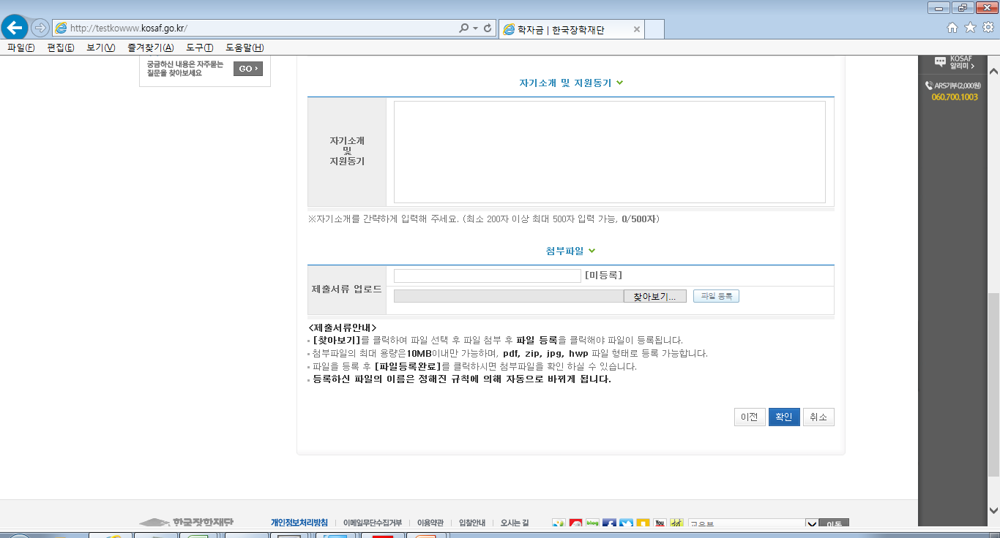 http://testkowww.kosaf.go.kr/
학자금 | 한국장학재단
파일(F) 편집(E) 보기(V) 즐겨찾기(A) 도구(T) 도움말(H)
궁금하신 내용은 자주묻는
질문을 찾아보세요
GO
KOSAF
알리미
ARS기부(2,000원)
060.700.1003
자기소개 및 지원동기
자기소개
및
지원동기
※자기소개를 간략하게 입력해 주세요. (최소 200자 이상 최대 500자 입력 가능, 0/500자)
첨부파일
제출서류 업로드
[미등록]
찾아보기...
파일 등록
<제출서류안내>
[찾아보기]를 클릭하여 파일 선택 후 파일 첨부 후 파일 등록을 클릭해야 파일이 등록됩니다.
첨부파일의 최대 용량은10MB이내만 가능하며, pdf, zip, jpg, hwp 파일 형태로 등록 가능합니다.
파일을 등록 후 [파일등록완료]를 클릭하시면 첨부파일을 확인 하실 수 있습니다.
등록하신 파일의 이름은 정해진 규칙에 의해 자동으로 바뀌게 됩니다.
이전 확인 취소
한국장학재단
개인정보처리방침 | 이메일무단수집거부 | 이용약관 | 입찰안내 | 오시는 길
blog
You
교육부
이동